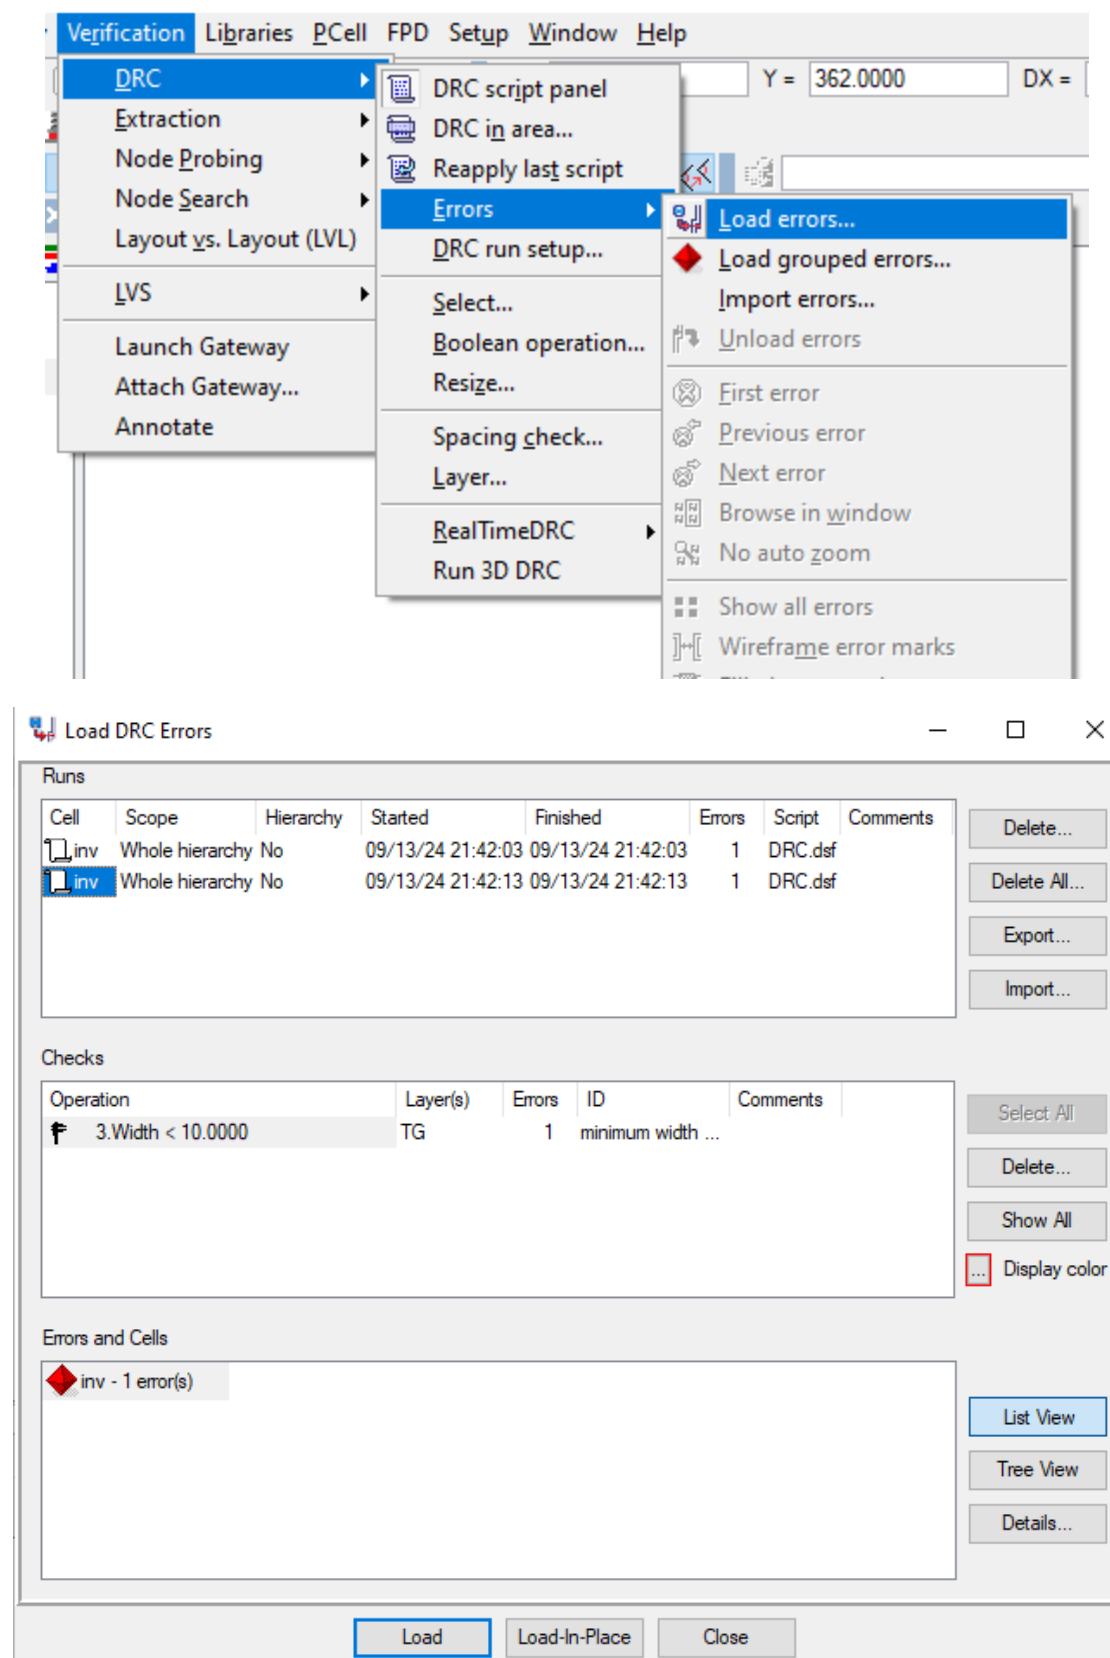 Verification Libraries PCell FPD Setup Window Help
DRC
Extraction
Node Probing
Node Search
Layout vs. Layout (LVL)
LVS
Launch Gateway
Attach Gateway...
Annotate
DRC script panel
DRC in area...
Reapply last script
Errors
DRC run setup...
Select...
Boolean operation...
Resize...
Spacing check...
Layer...
RealTimeDRC
Run 3D DRC
Y = 362.0000 DX =
Load errors...
Load grouped errors...
Import errors...
Unload errors
First error
Previous error
Next error
Browse in window
No auto zoom
Show all errors
Wireframe error marks
Load DRC Errors
Runs
Cell Scope Hierarchy Started Finished Errors Script Comments
inv Whole hierarchy No 09/13/24 21:42:03 09/13/24 21:42:03 1 DRC.dsf
inv Whole hierarchy No 09/13/24 21:42:13 09/13/24 21:42:13 1 DRC.dsf
Delete...
Delete All...
Export...
Import...
Checks
Operation Layer(s) Errors ID Comments
3.Width < 10.0000 TG 1 minimum width ...
Select All
Delete...
Show All
... Display color
Errors and Cells
inv - 1 error(s)
List View
Tree View
Details...
Load Load-In-Place Close